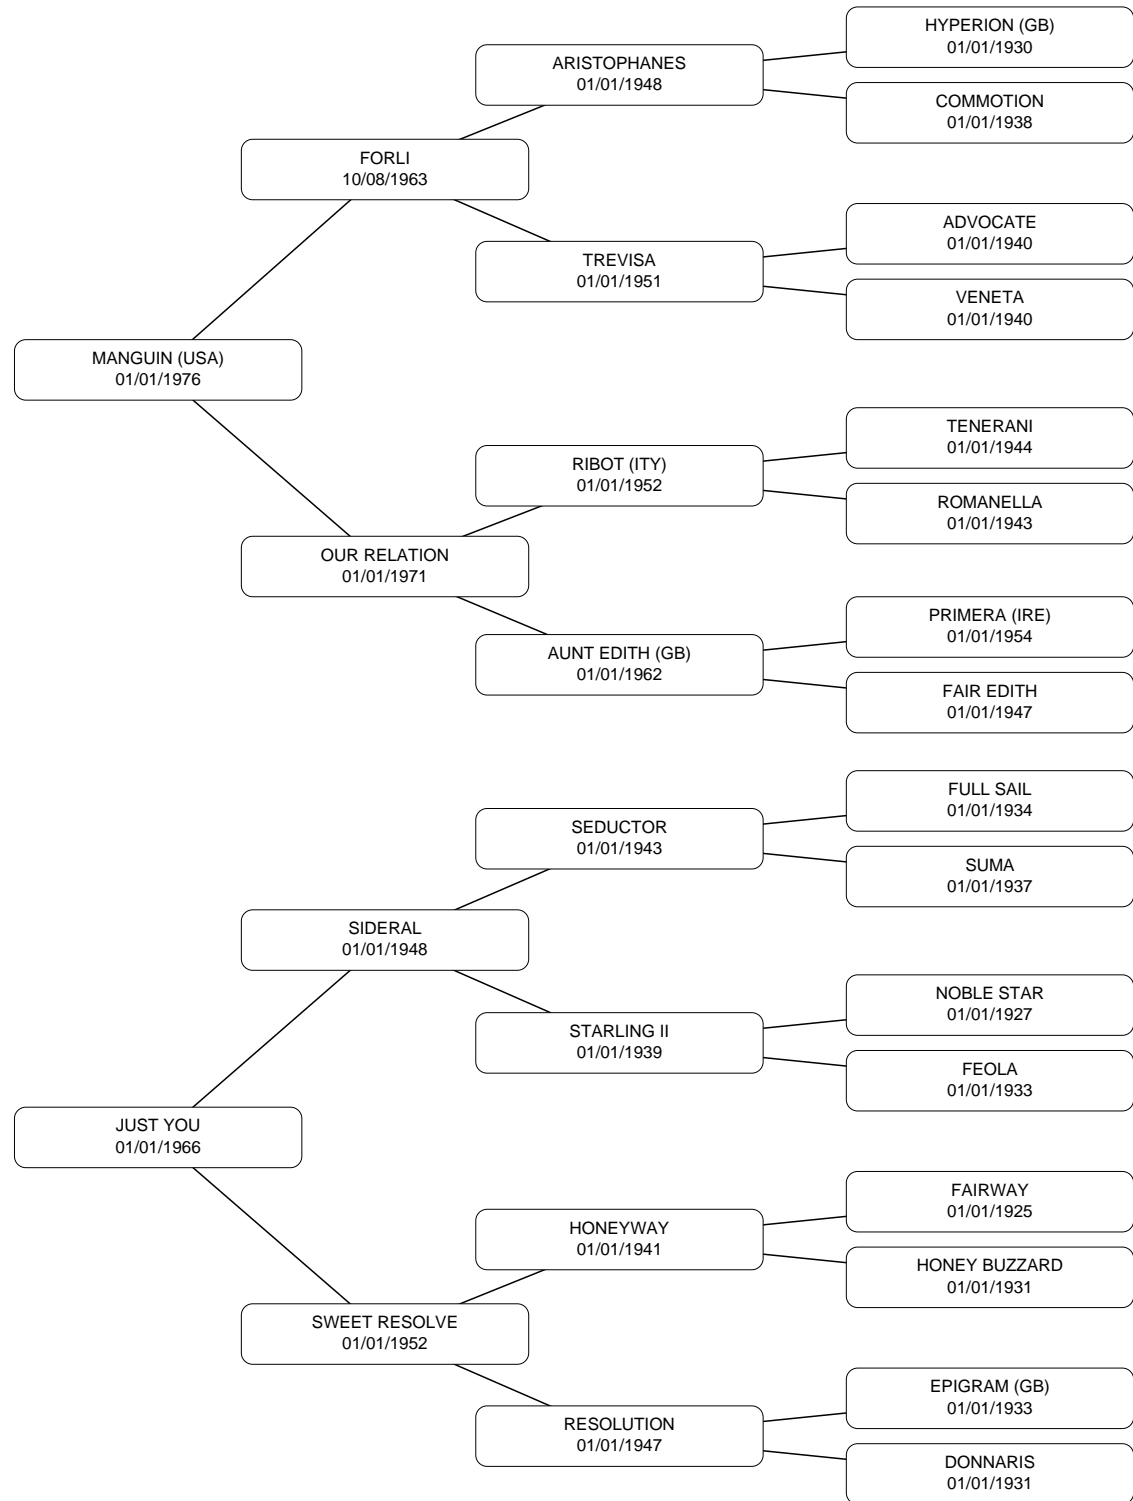 HYPERION (GB)
01/01/1930
ARISTOPHANES
01/01/1948
COMMOTION
01/01/1938
FORLI
10/08/1963
ADVOCATE
01/01/1940
TREVISA
01/01/1951
VENETA
01/01/1940
MANGUIN (USA)
01/01/1976
TENERANI
01/01/1944
RIBOT (ITY)
01/01/1952
ROMANELLA
01/01/1943
OUR RELATION
01/01/1971
PRIMERA (IRE)
01/01/1954
AUNT EDITH (GB)
01/01/1962
FAIR EDITH
01/01/1947
FULL SAIL
01/01/1934
SEDUCTOR
01/01/1943
SUMA
01/01/1937
SIDERAL
01/01/1948
NOBLE STAR
01/01/1927
STARLING II
01/01/1939
FEOLA
01/01/1933
JUST YOU
01/01/1966
FAIRWAY
01/01/1925
HONEYWAY
01/01/1941
HONEY BUZZARD
01/01/1931
SWEET RESOLVE
01/01/1952
EPIGRAM (GB)
01/01/1933
RESOLUTION
01/01/1947
DONNARIS
01/01/1931